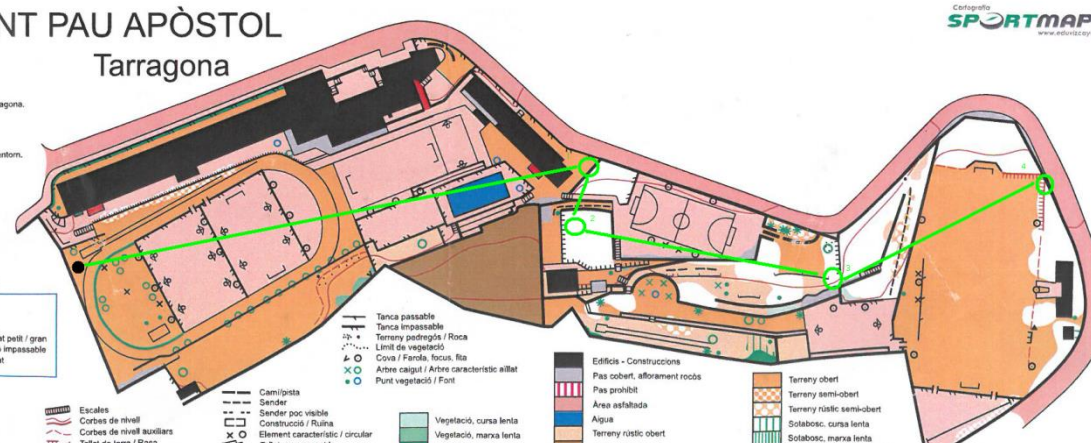 NT PAU APÒSTOL
Tarragona
Cartografia
SPORTMAP
agona.
entorn.
2
3
4
at petit / gran
impassable
Tanca passable
Tanca impassable
Terreny pedregós / Roca
Límit de vegetació
Cova / Farola, focus, fita
Arbre caigut / Arbre característic aïllat
Punt vegetació / Font
Camí/pista
Sender
Sender poc visible
Construcció / Ruïna
Element característic / circular
Escales
Corbes de nivell
Corbes de nivell auxiliars
Vegetació, cursa lenta
Vegetació, marxa lenta
Edificis - Construccions
Pas cobert, aflorament rocós
Pas prohibit
Àrea asfaltada
Aigua
Terreny rústic obert
Terreny obert
Terreny semi-obert
Terreny rústic semi-obert
Sotabosc, cursa lenta
Sotabosc, marxa lenta